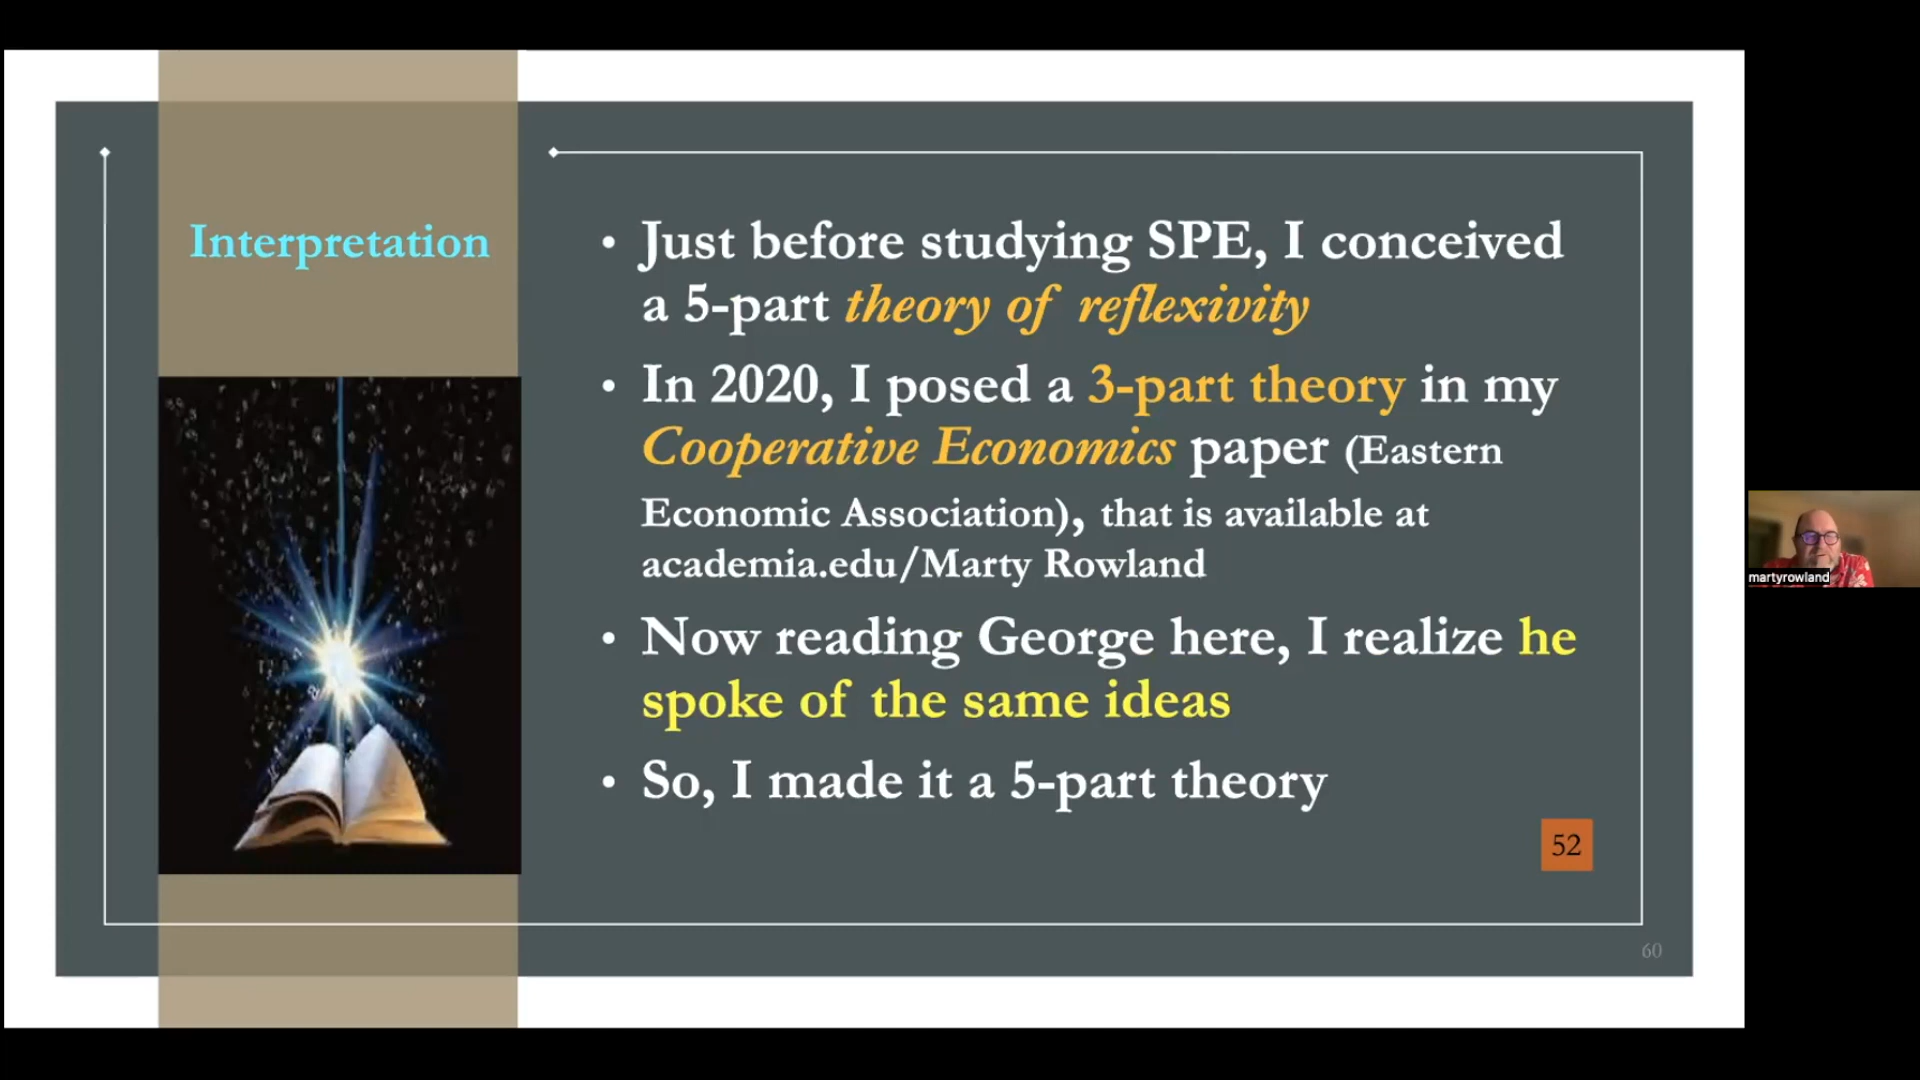 Interpretation
• Just before studying SPE, I conceived
a 5-part theory of reflexivity
• In 2020, I posed a 3-part theory in my
Cooperative Economics paper (Eastern
Economic Association), that is available at
academia.edu/Marty Rowland
• Now reading George here, I realize he
spoke of the same ideas
• So, I made it a 5-part theory
52
60
martyrowland